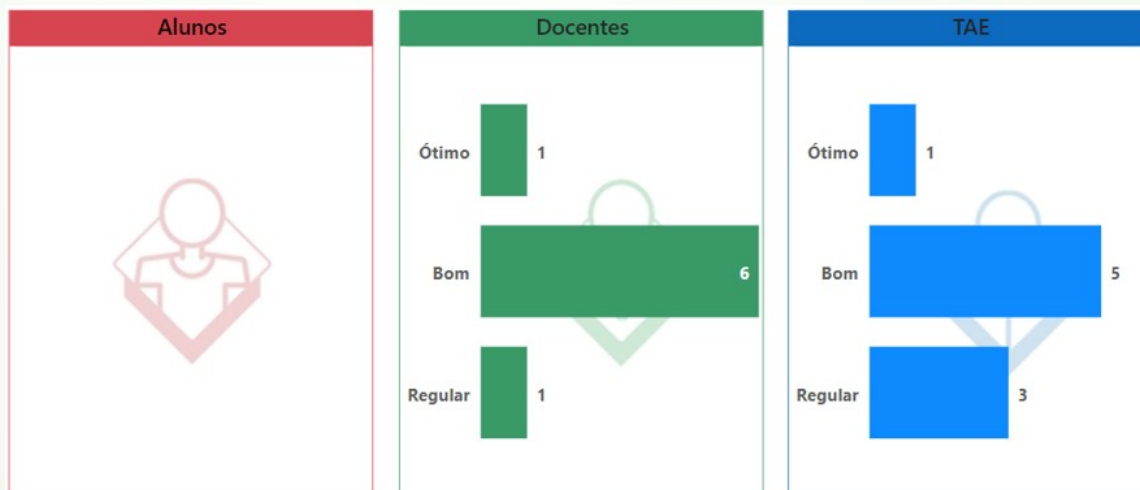 Alunos
Docentes
Ótimo 1
Bom 6
Regular 1
TAE
Ótimo 1
Bom 5
Regular 3